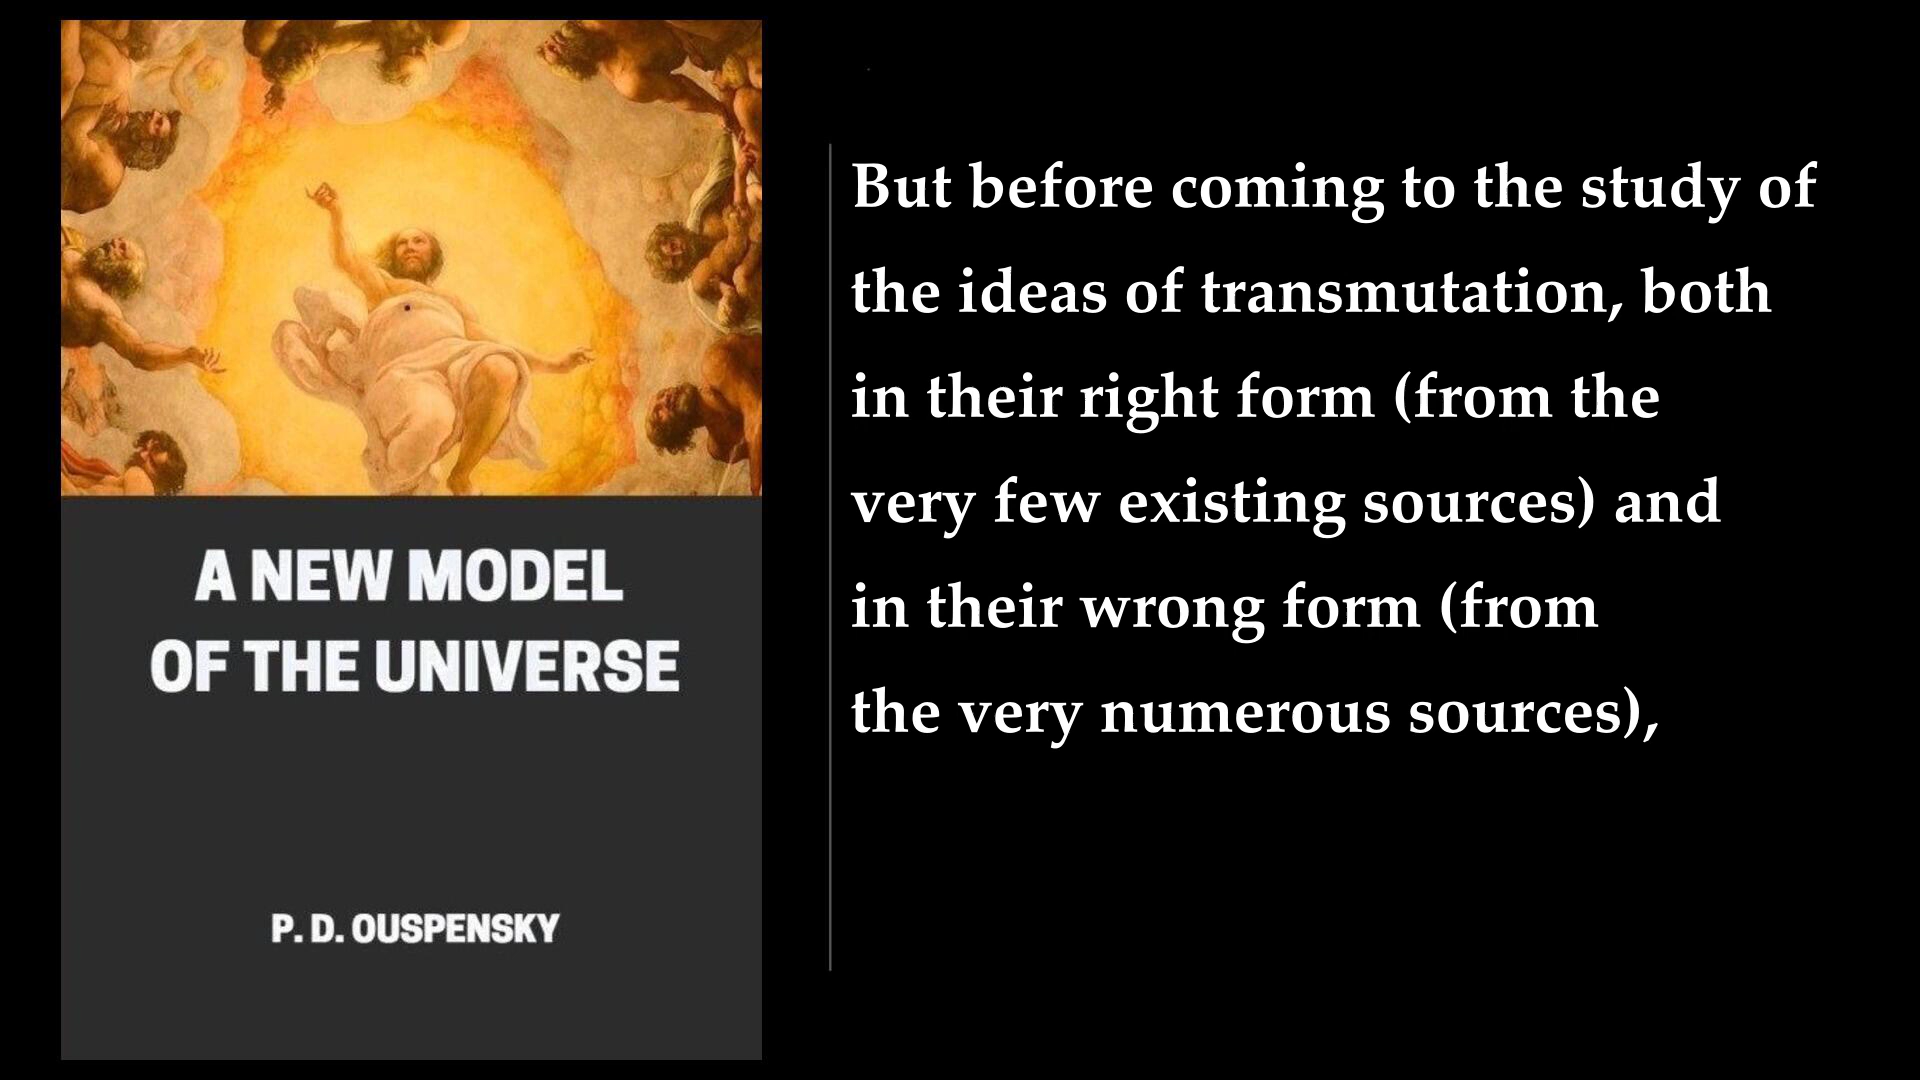 A NEW MODEL
OF THE UNIVERSE
P. D. OUSPENSKY
But before coming to the study of
the ideas of transmutation, both
in their right form (from the
very few existing sources) and
in their wrong form (from
the very numerous sources),